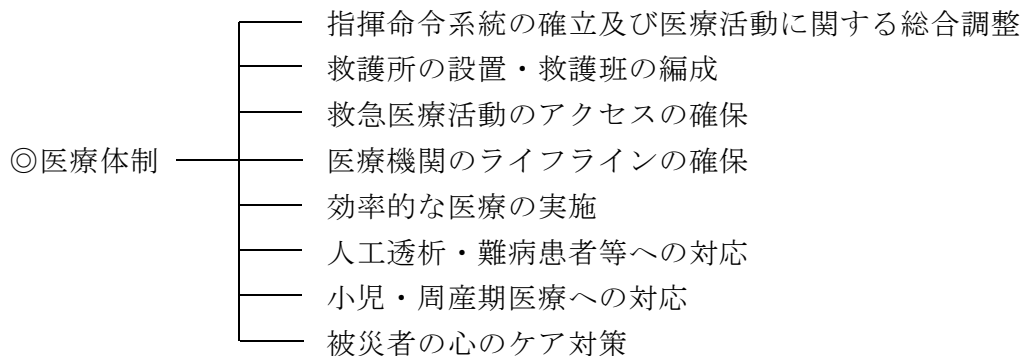 指揮命令系統の確立及び医療活動に関する総合調整
救護所の設置・救護班の編成
救急医療活動のアクセスの確保
◎医療体制
医療機関のライフラインの確保
効率的な医療の実施
人工透析・難病患者等への対応
小児・周産期医療への対応
被災者の心のケア対策